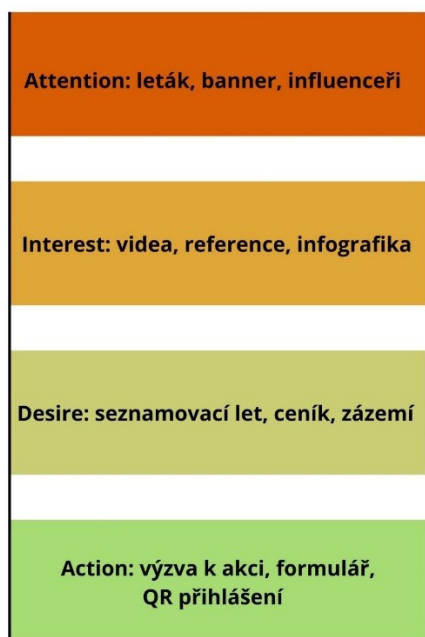 Attention: leták, banner, influenceři
Interest: videa, reference, infografika
Desire: seznamovací let, ceník, zázemí
Action: výzva k akci, formulář,
QR přihlášení